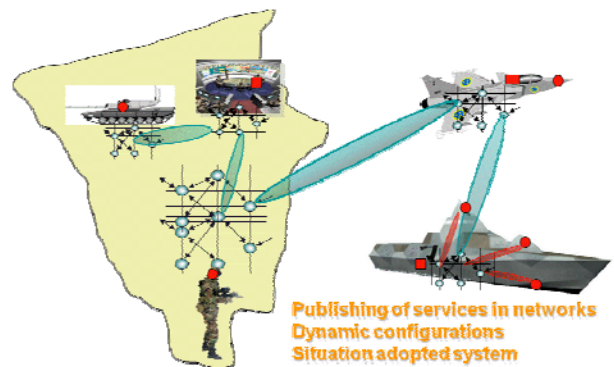 Publishing of services in networks
Dynamic configurations
Situation adopted system